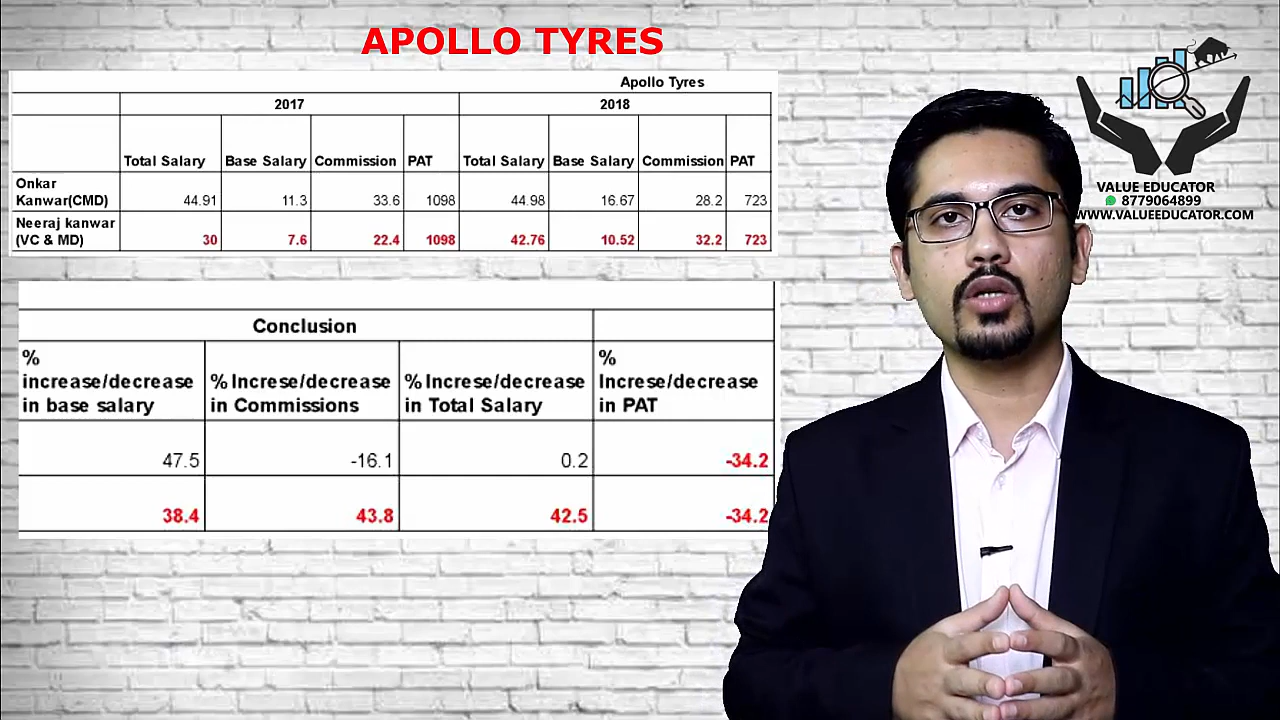 APOLLO TYRES
Apollo Tyres
2017 2018
Total Salary Base Salary Commission PAT Total Salary Base Salary Commission PAT
Onkar
Kanwar(CMD) 44.91 11.3 33.6 1098 44.98 16.67 28.2 723
Neeraj kanwar
(VC & MD) 30 7.6 22.4 1098 42.76 10.52 32.2 723
Conclusion
% % 
increase/decrease % Increse/decrease % Increse/decrease Increse/decrease
in base salary in Commissions in Total Salary in PAT
47.5 -16.1 0.2 -34.2
38.4 43.8 42.5 -34.2
VALUE EDUCATOR
8779064899
WWW.VALUEEDUCATOR.COM